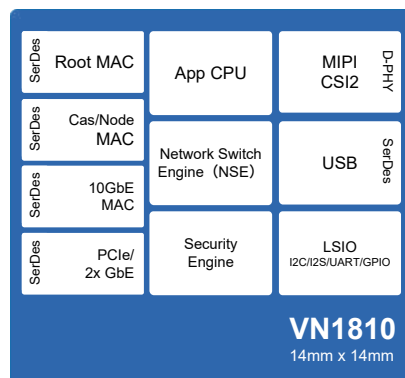 SerDes
Root MAC
SerDes
Cas/Node
MAC
SerDes
10GbE
MAC
SerDes
PCIe/
2x GbE
App CPU
Network Switch
Engine（NSE）
Security
Engine
MIPI
CSI2
D-PHY
USB
SerDes
LSIO
I2C/I2S/UART/GPIO
VN1810
14mm x 14mm